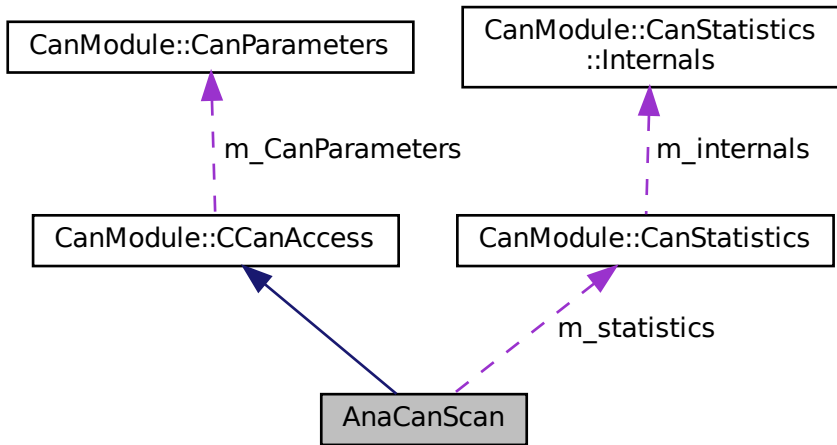 CanModule::CanParameters
CanModule::CanStatistics
::Internals
m_CanParameters
m_internals
CanModule::CCanAccess
CanModule::CanStatistics
m_statistics
AnaCanScan